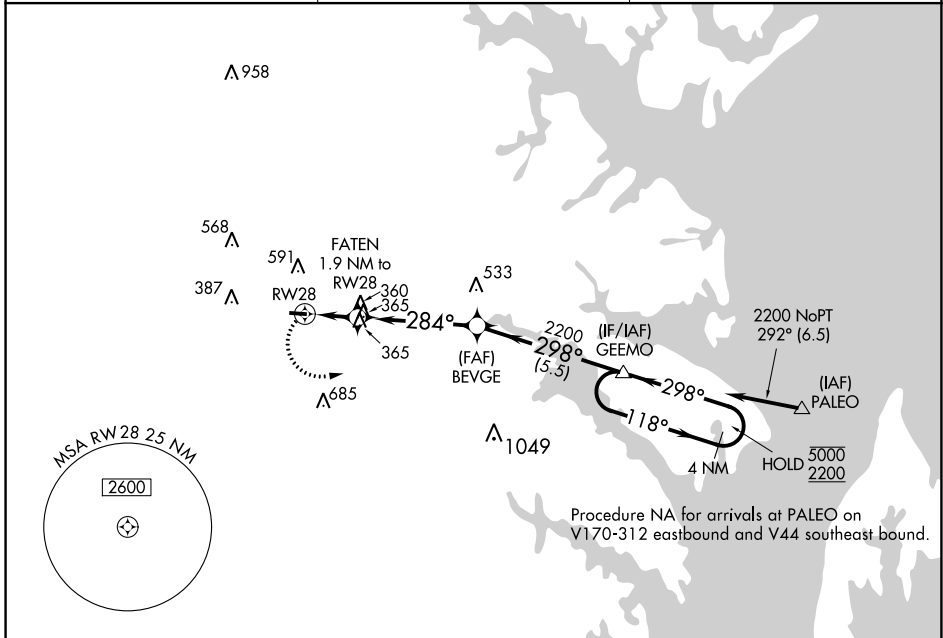 958
568
591
387
RW28
FATEN
1.9 NM to
RW28
360
365
365
533
284°
(FAF)
BEVGE
2200
298°
(5.5)
(IF/IAF)
GEEMO
2200 NoPT
292° (6.5)
(IAF)
PALEO
298°
118°
4 NM
HOLD 5000
2200
685
1049
MSA RW28 25 NM
2600
Procedure NA for arrivals at PALEO on
V170-312 eastbound and V44 southeast bound.